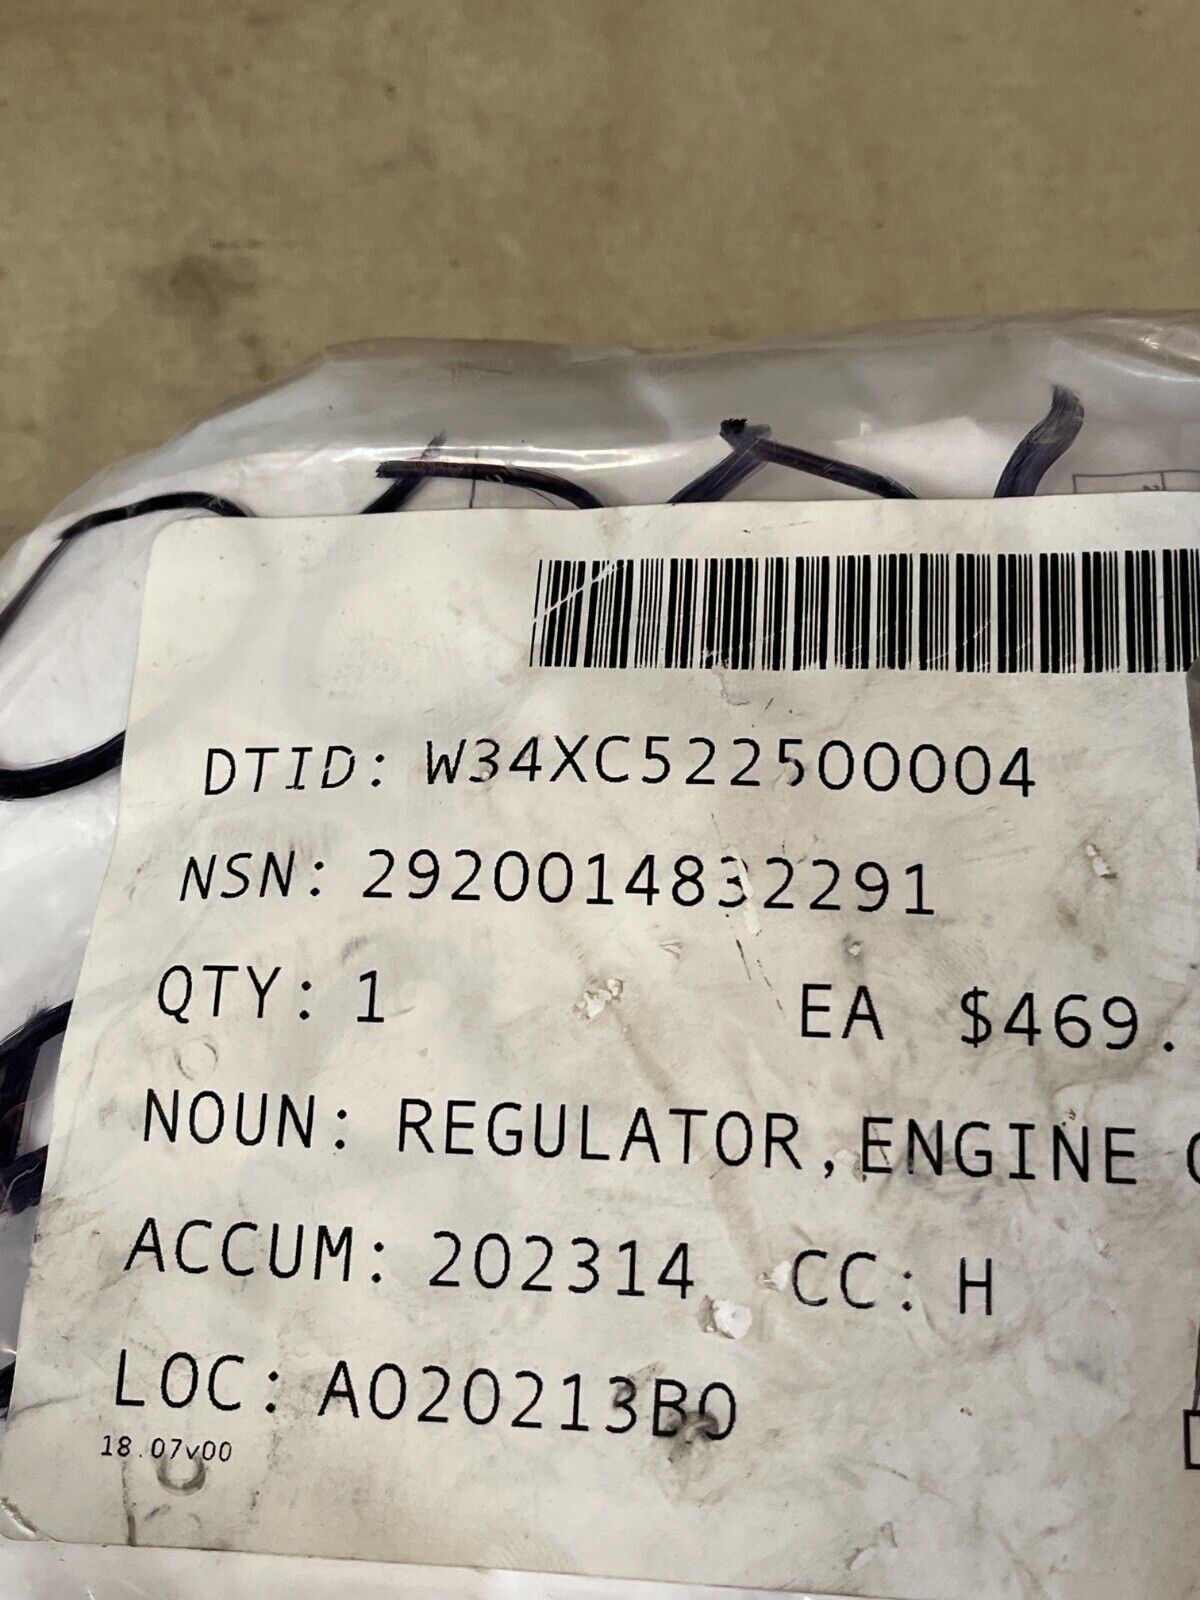 DTID: W34XC522500004
NSN: 2920014832291
QTY: 1 EA $469.
NOUN: REGULATOR,ENGINE
ACCUM: 202314 CC: H
LOC: A020213B0
18.07v00